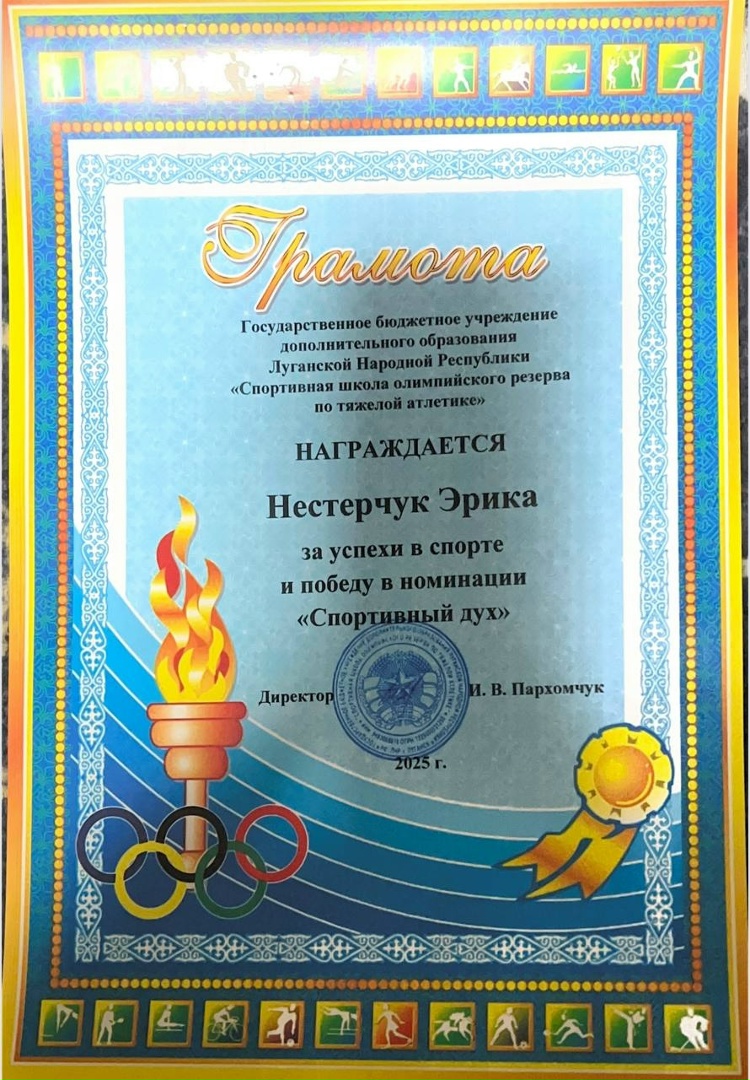 Грамота
Государственное бюджетное учреждение
дополнительного образования
Луганской Народной Республики
«Спортивная школа олимпийского резерва
по тяжелой атлетике»
НАГРАЖДАЕТСЯ
Нестерчук Эрика
за успехи в спорте
и победу в номинации
«Спортивный дух»
Директор И. В. Пархомчук
2025 г.